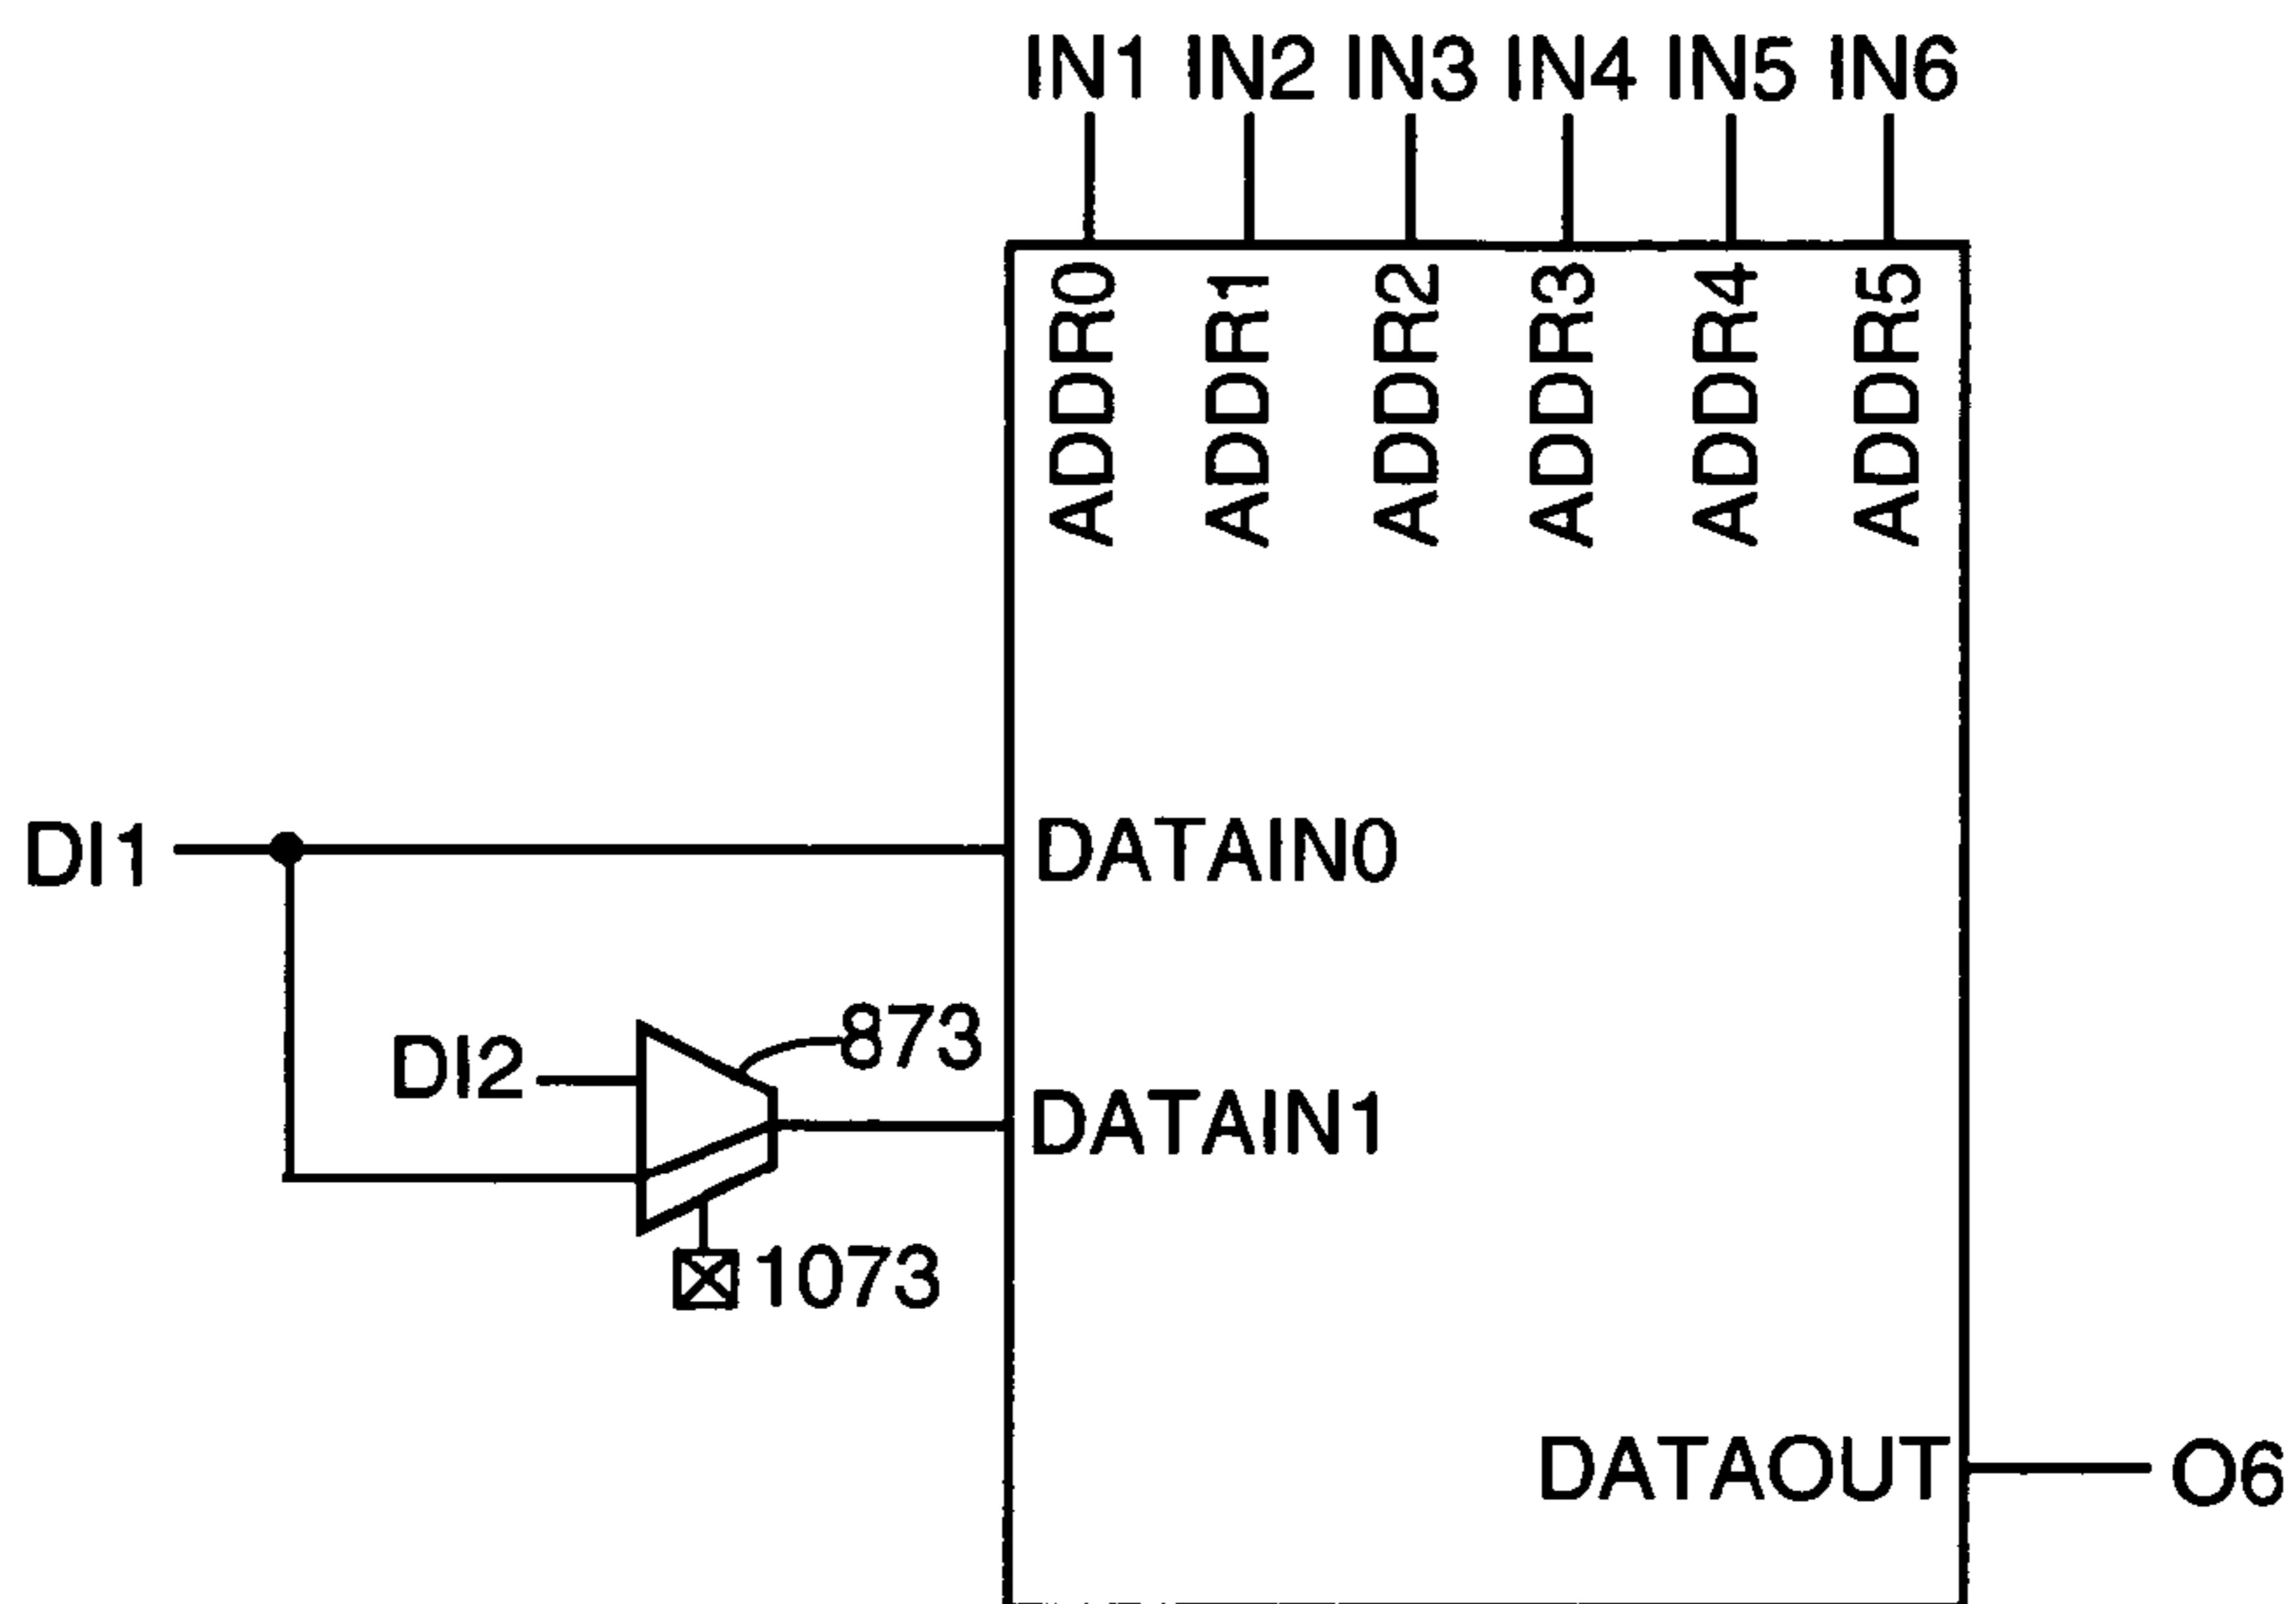 IN1 IN2 IN3 IN4 IN5 IN6
ADDR0
ADDR1
ADDR2
ADDR3
ADDR4
ADDR5
DI1
DATAIN0
873
DI2
DATAIN1
1073
DATAOUT
O6